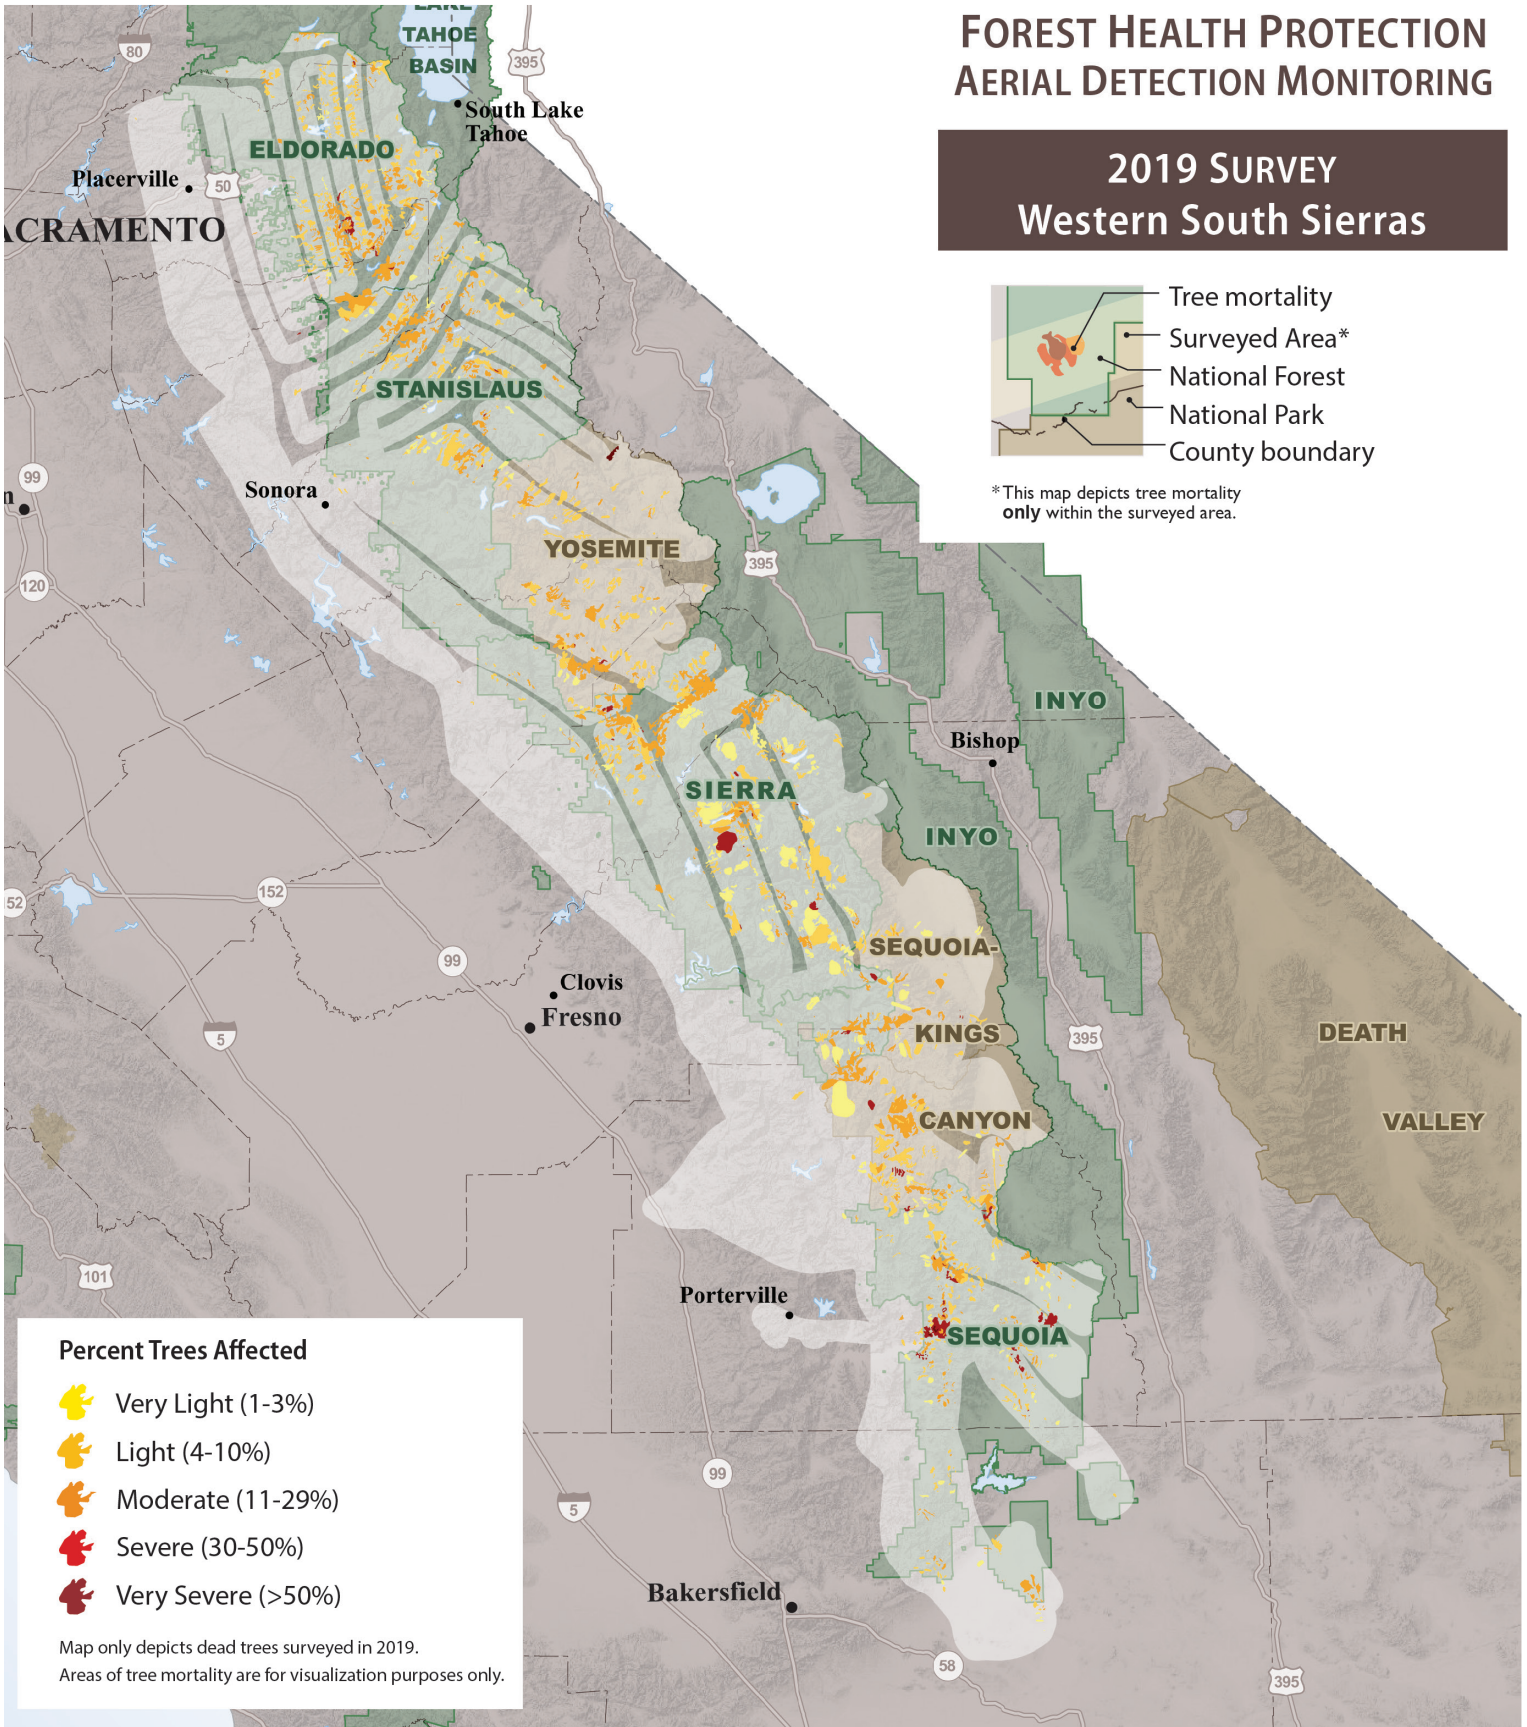 FOREST HEALTH PROTECTION
AERIAL DETECTION MONITORING
2019 SURVEY
Western South Sierras
Tree mortality
Surveyed Area*
National Forest
National Park
County boundary
* This map depicts tree mortality
only within the surveyed area.
LAKE
TAHOE
BASIN
80
395
South Lake
Tahoe
ELDORADO
Placerville
50
ACRAMENTO
STANISLAUS
99
Sonora
n
YOSEMITE
395
120
INYO
Bishop
SIERRA
INYO
152
52
SEQUOIA-
99
Clovis
Fresno
5
KINGS
395
DEATH
CANYON
VALLEY
101
Porterville
SEQUOIA
99
5
Bakersfield
58
395
Percent Trees Affected
Very Light (1-3%)
Light (4-10%)
Moderate (11-29%)
Severe (30-50%)
Very Severe (>50%)
Map only depicts dead trees surveyed in 2019.
Areas of tree mortality are for visualization purposes only.